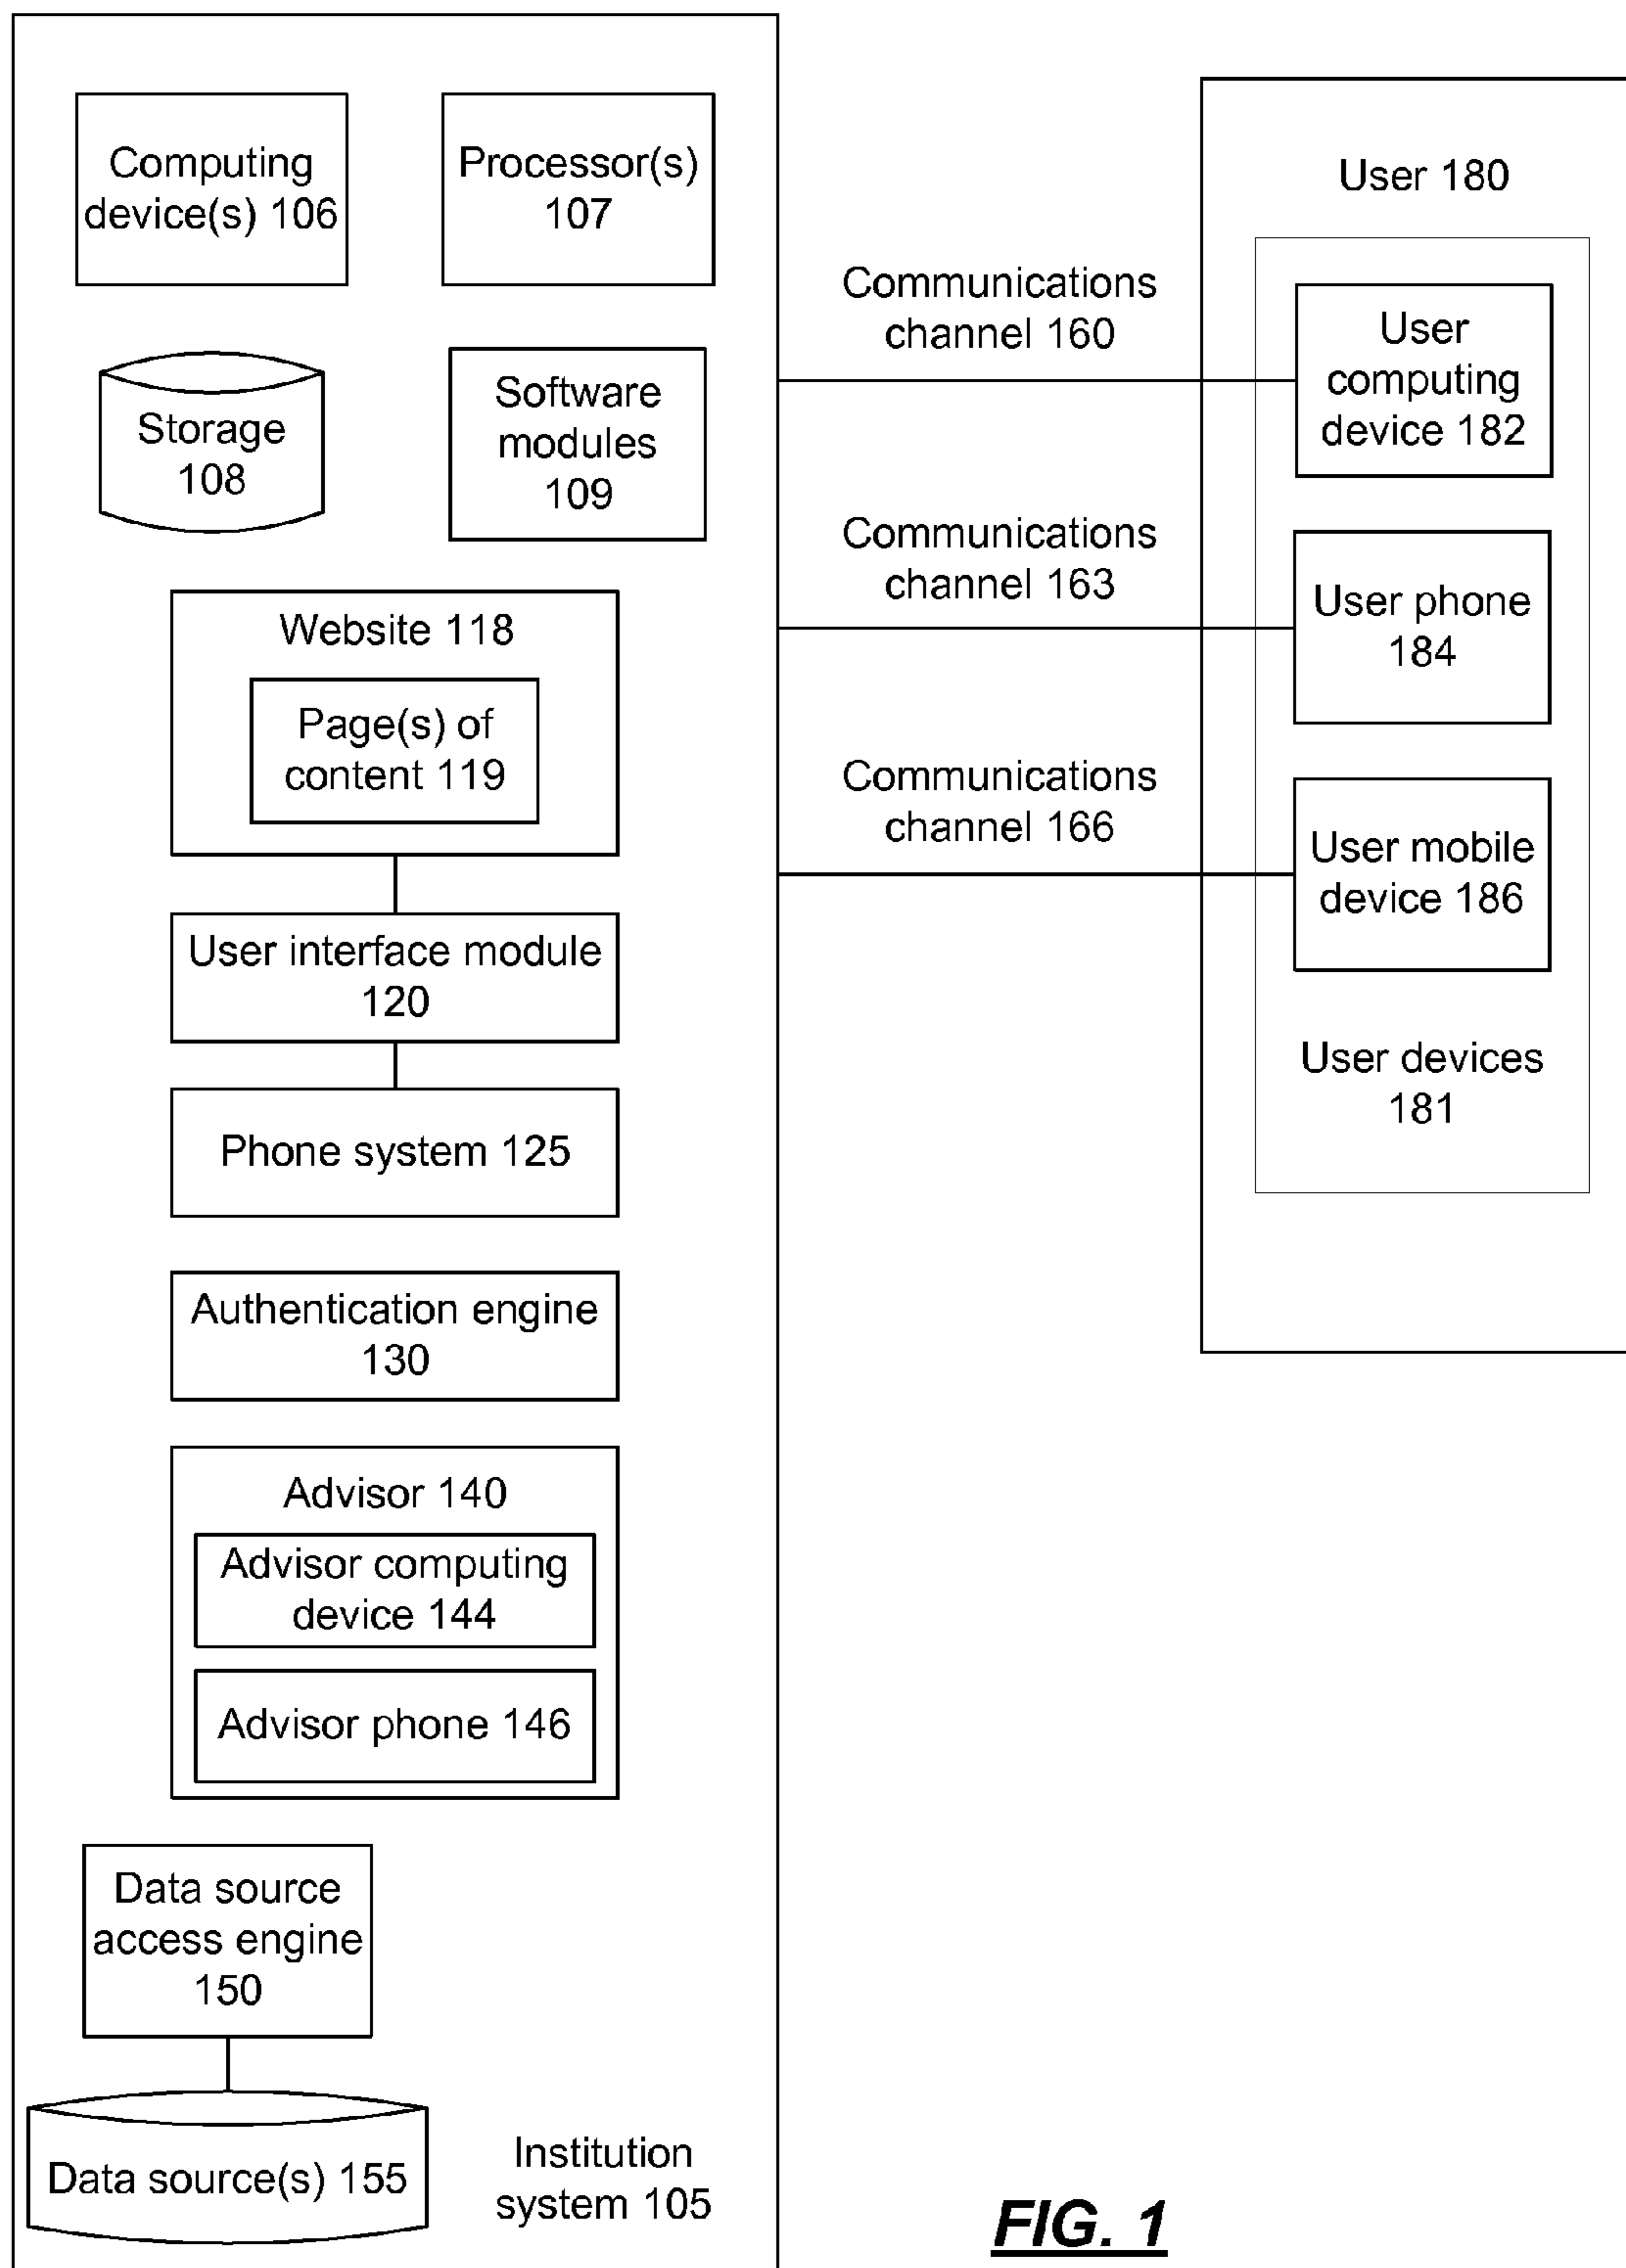 Computing
device(s) 106
Processor(s)
107
Storage
108
Software
modules
109
Website 118
Page(s) of
content 119
User interface module
120
Phone system 125
Authentication engine
130
Advisor 140
Advisor computing
device 144
Advisor phone 146
Data source
access engine
150
Data source(s) 155
Institution
system 105
Communications
channel 160
Communications
channel 163
Communications
channel 166
User 180
User
computing
device 182
User phone
184
User mobile
device 186
User devices
181
FIG. 1